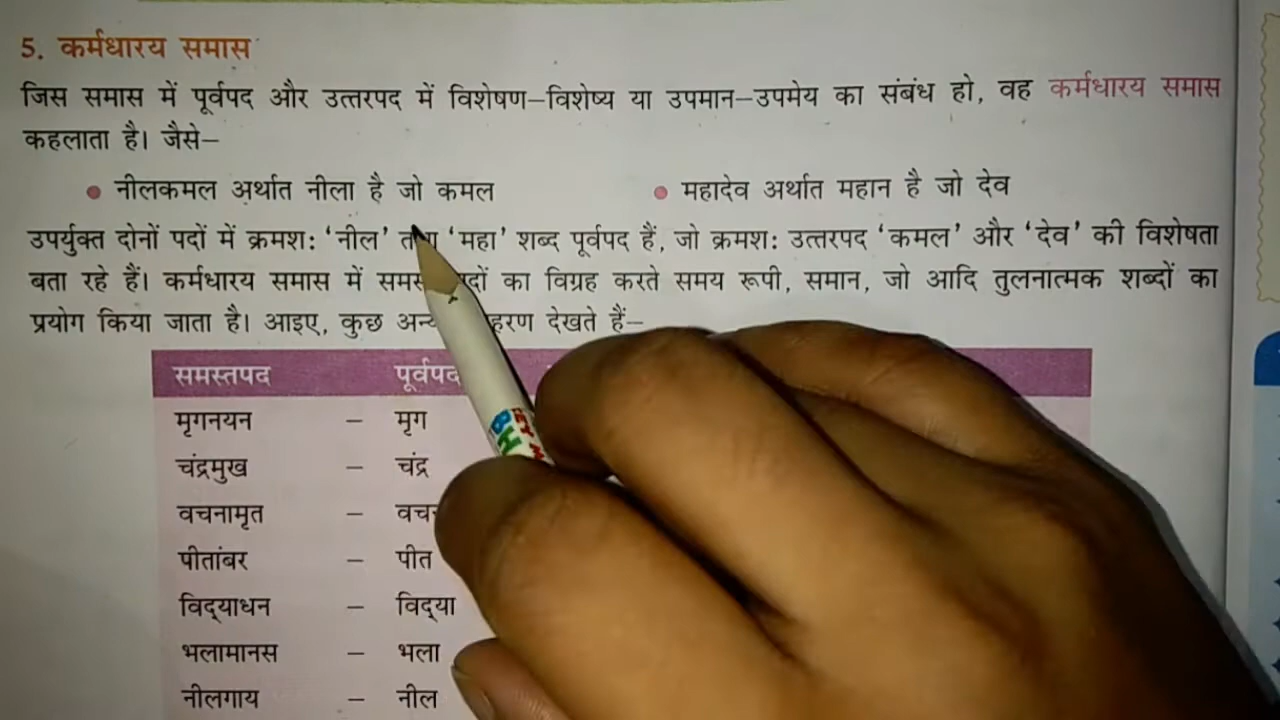 5. कर्मधारय समास
जिस समास में पूर्वपद और उत्तरपद में विशेषण–विशेष्य या उपमान–उपमेय का संबंध हो, वह कर्मधारय समास
कहलाता है। जैसे–
• नीलकमल अर्थात नीला है जो कमल • महादेव अर्थात महान है जो देव
उपर्युक्त दोनों पदों में क्रमश: ‘नील’ ‘महा’ शब्द पूर्वपद हैं, जो क्रमश: उत्तरपद ‘कमल’ और ‘देव’ की विशेषता
बता रहे हैं। कर्मधारय समास में का विग्रह करते समय रूपी, समान, जो आदि तुलनात्मक शब्दों का
प्रयोग किया जाता है। आइए, कुछ देखते हैं–
समस्तपद पूर्वपद
मृगनयन – मृग
चंद्रमुख – चंद्र
वचनामृत –
पीतांबर – पीत
विद्‌याधन – विद्‌या
भलामानस – भला
नीलगाय – नील